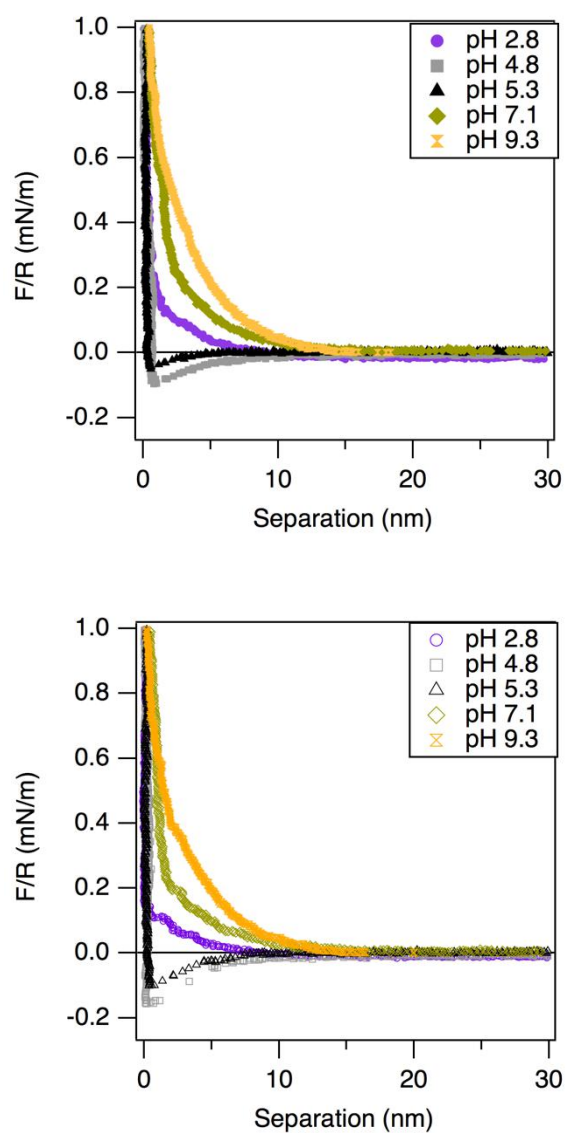 1.0
0.8
0.6
0.4
0.2
0.0
-0.2
F/R (mN/m)
pH 2.8
pH 4.8
pH 5.3
pH 7.1
pH 9.3
0 10 20 30
Separation (nm)
1.0
0.8
0.6
0.4
0.2
0.0
-0.2
F/R (mN/m)
pH 2.8
pH 4.8
pH 5.3
pH 7.1
pH 9.3
0 10 20 30
Separation (nm)